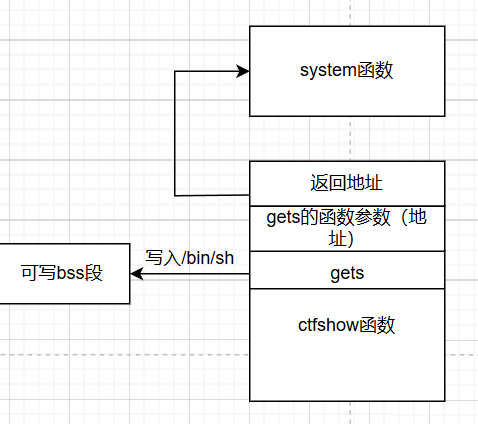 system函数
返回地址
gets的函数参数（地
址）
写入/bin/sh
可写bss段
gets
ctfshow函数